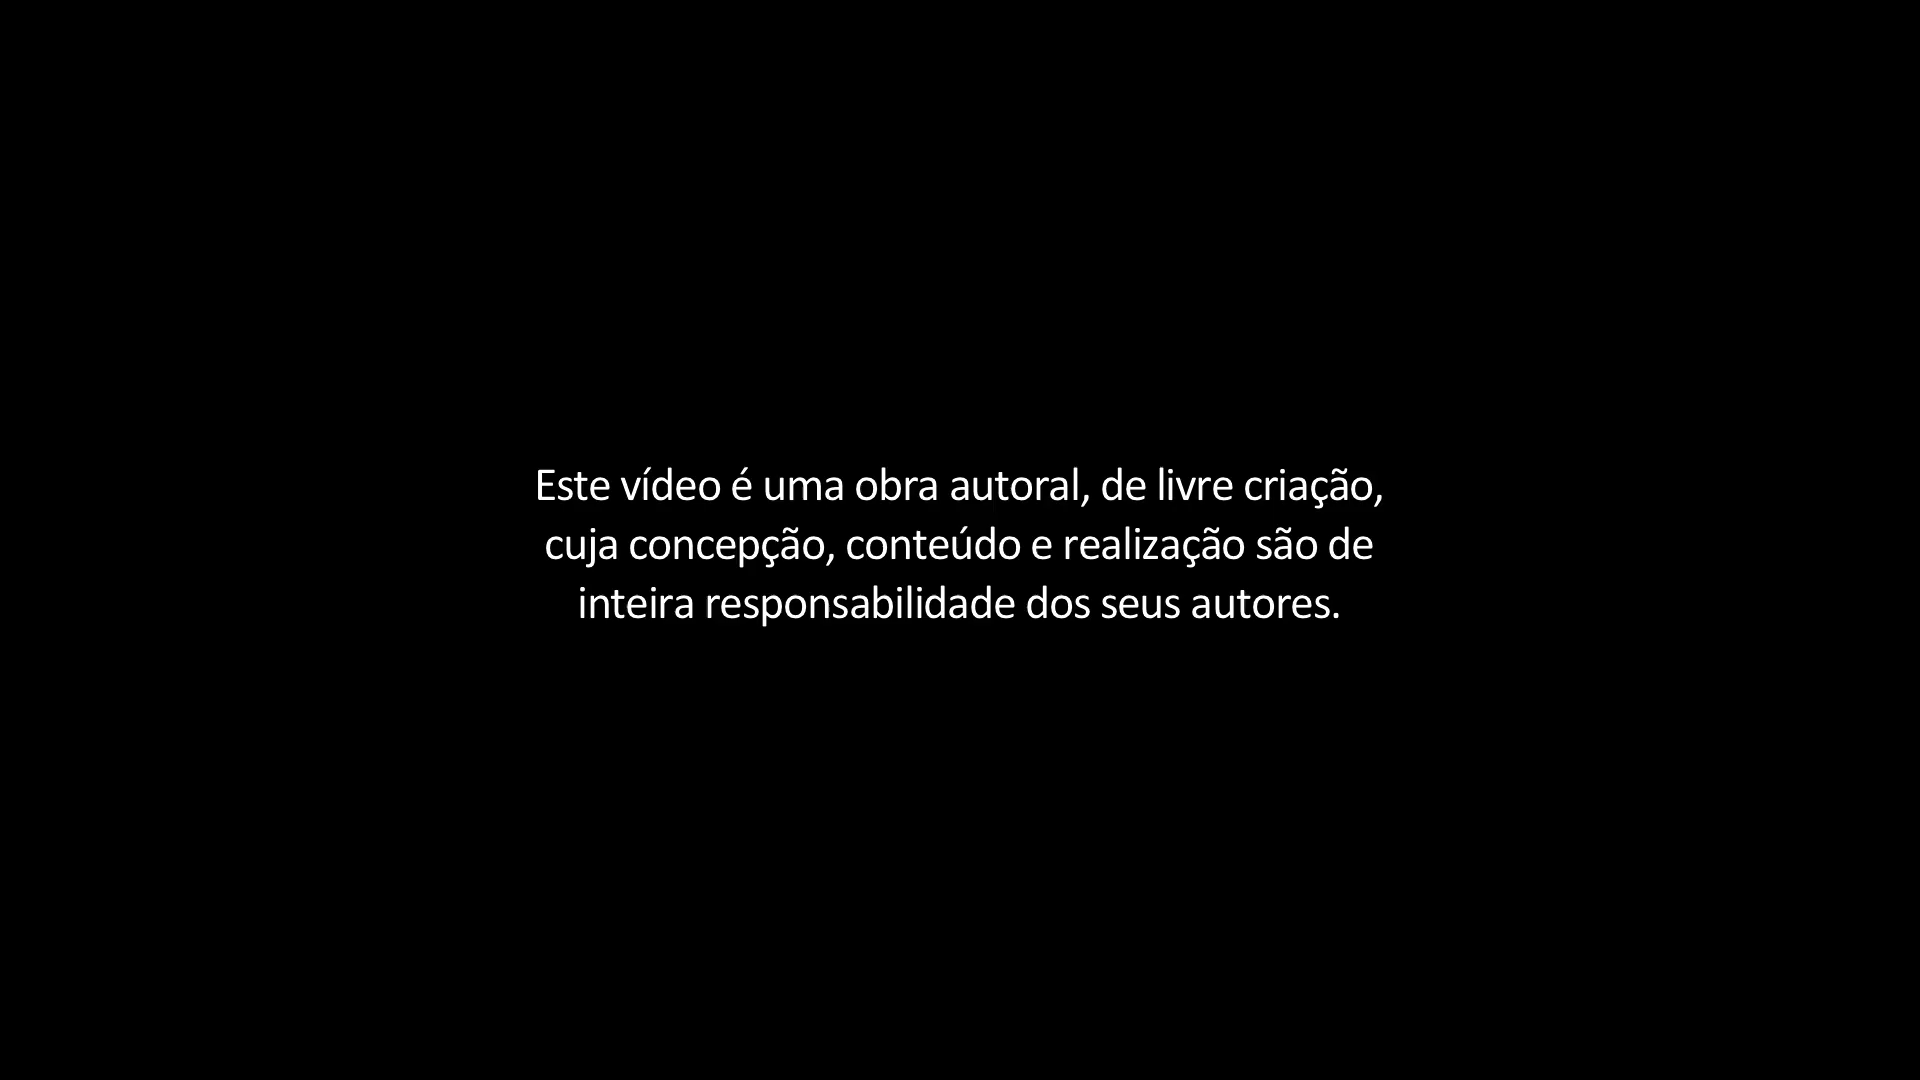 Este vídeo é uma obra autoral, de livre criação,
cuja concepção, conteúdo e realização são de
inteira responsabilidade dos seus autores.